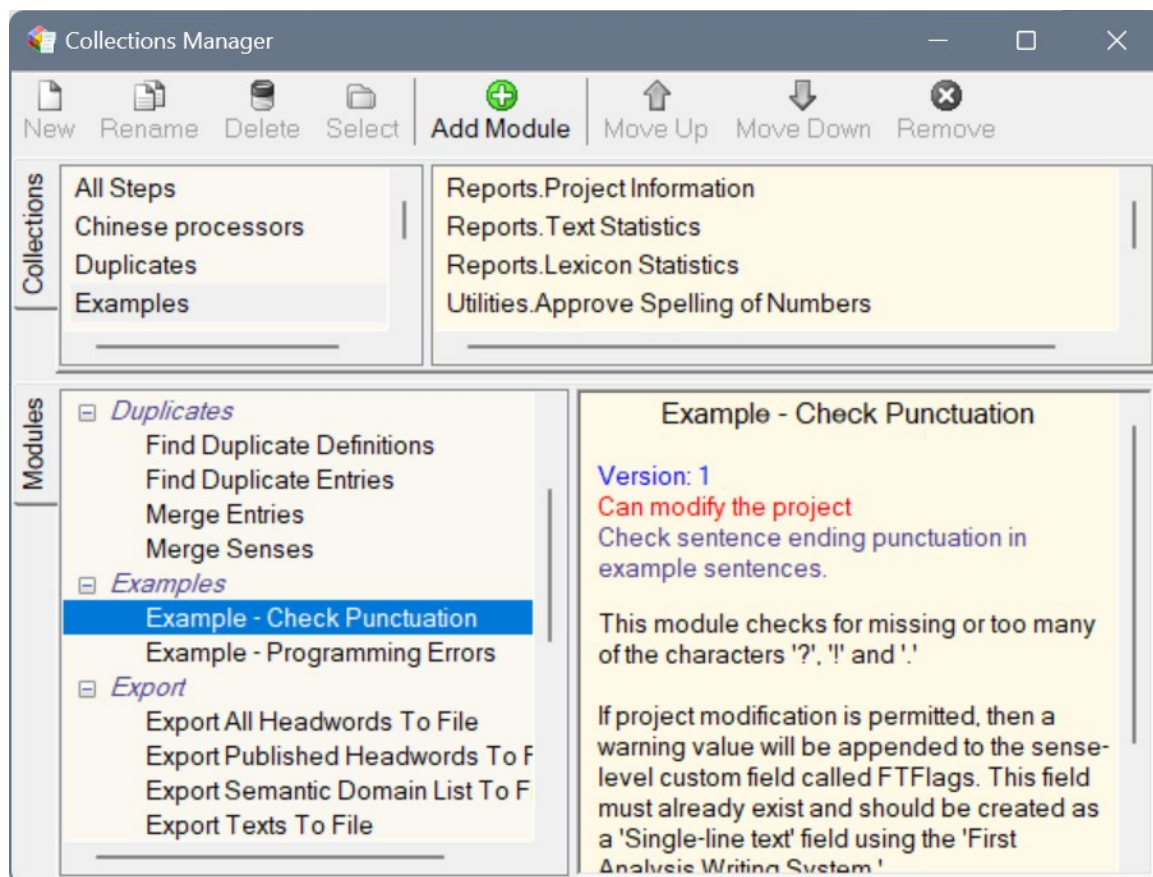 Collections Manager
New Rename Delete Select Add Module Move Up Move Down Remove
Collections
All Steps
Chinese processors
Duplicates
Examples
Reports.Project Information
Reports.Text Statistics
Reports.Lexicon Statistics
Utilities.Approve Spelling of Numbers
Modules
Duplicates
Find Duplicate Definitions
Find Duplicate Entries
Merge Entries
Merge Senses
Examples
Example - Check Punctuation
Example - Programming Errors
Export
Export All Headwords To File
Export Published Headwords To F
Export Semantic Domain List To F
Export Texts To File
Example - Check Punctuation
Version: 1
Can modify the project
Check sentence ending punctuation in
example sentences.
This module checks for missing or too many
of the characters '?', '!' and '.'
If project modification is permitted, then a
warning value will be appended to the sense-
level custom field called FTFlags. This field
must already exist and should be created as
a 'Single-line text' field using the 'First
Analysis Writing System.'